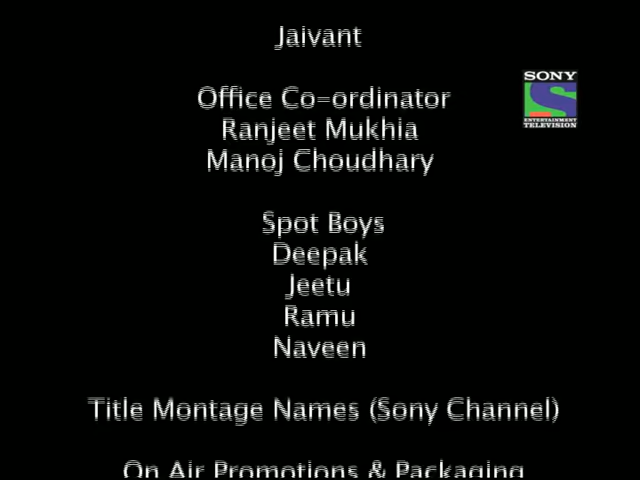 Jaivant
Office Co-ordinator
Ranjeet Mukhia
Manoj Choudhary
SONY
ENTERTAINMENT
TELEVISION
Spot Boys
Deepak
Jeetu
Ramu
Naveen
Title Montage Names (Sony Channel)
On Air Promotions & Packaging